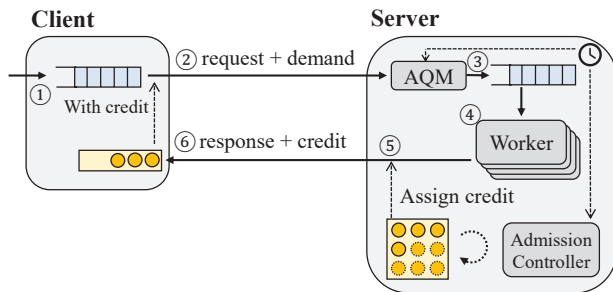 Client
Server
② request + demand
AQM
③
①
With credit
④
⑥ response + credit
⑤
Worker
Assign credit
Admission
Controller